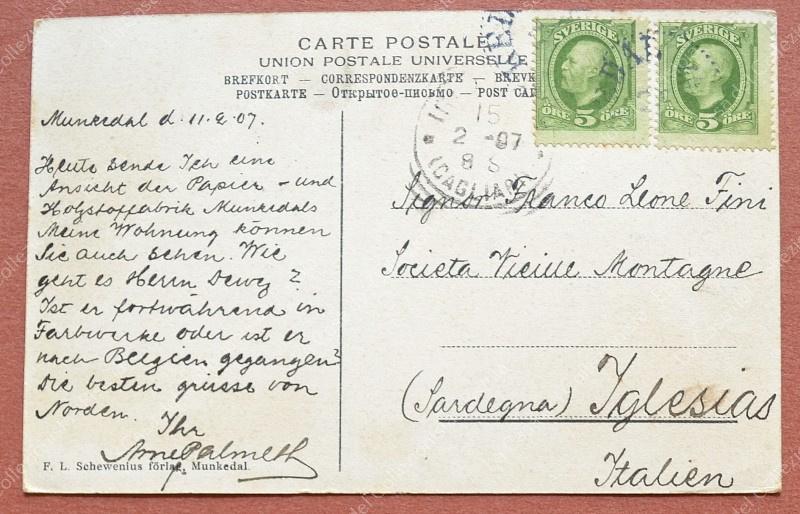 CARTE POSTALE
UNION POSTALE UNIVERSELLE
BREFKORT — CORRESPONDENZKARTE — BREVK
POSTKARTE — Открытое-письмо — POST CAR
SVERIGE
ÖRE 5 ÖRE
SVERIGE
ÖRE 5 ÖRE
15
2 -07
8 S
(CAGLIARI)
Munkedal d. 11.2.07.
Heute sende Ich eine
Ansicht der Papier - und
Holzstoffabrik Munkedals
Meine Wohnung können
Sie auch sehen. Wie
geht es Herrn Dewez?
Ist er fortwährend in
Farbwerke oder ist er
nach Belgien gegangen?
Die besten grüsse von
Norden.
Ihr
Arne
F. L. Schewenius förlag, Munkedal.
Signor Franco Leone Fini
Societa Vieille Montagne
(Sardegna) Iglesias
Italien